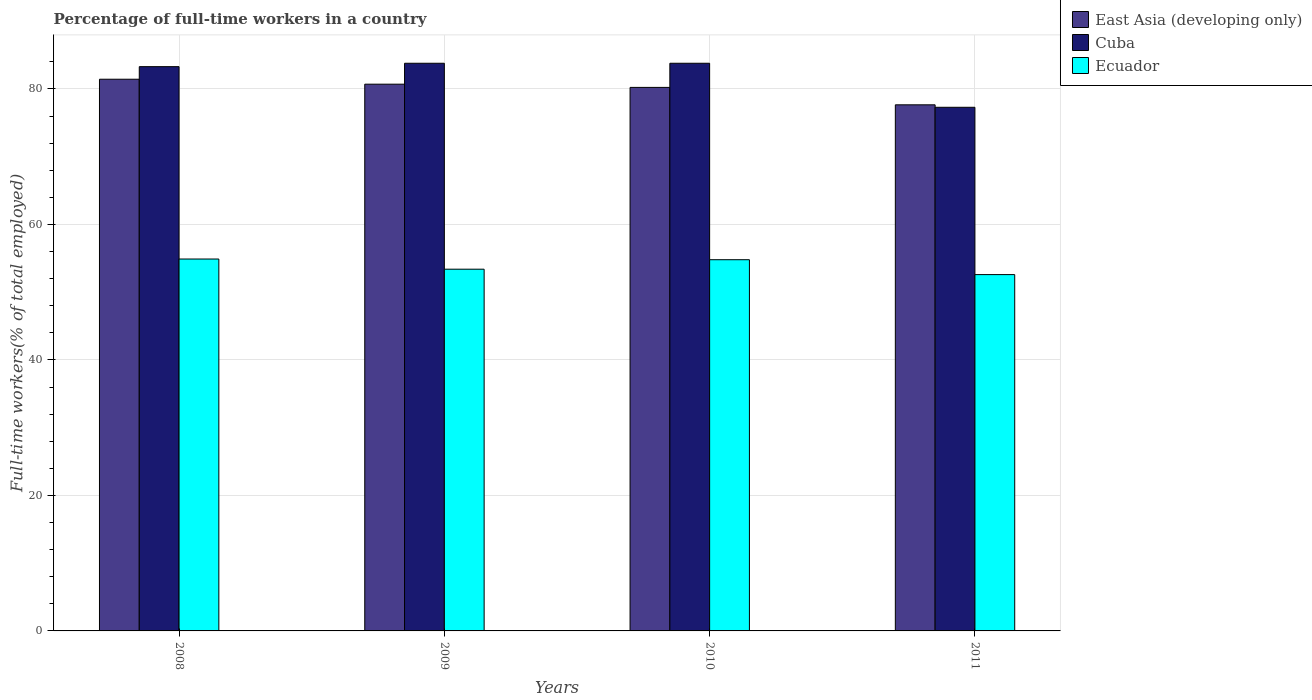 Percentage of full-time workers in a country
East Asia (developing only)
Cuba
Ecuador
Full-time workers(% of total employed)
80
60
40
20
0
2008
2009
2010
2011
Years